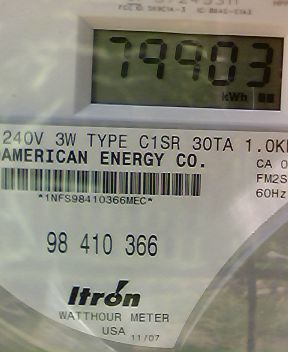 79903
kWh
240V 3W TYPE C1SR 30TA 1.0K
AMERICAN ENERGY CO.
CA 0
FM2S
60Hz
*1NFS98410366MEC*
98 410 366
Itrón
WATTHOUR METER
USA 11/07